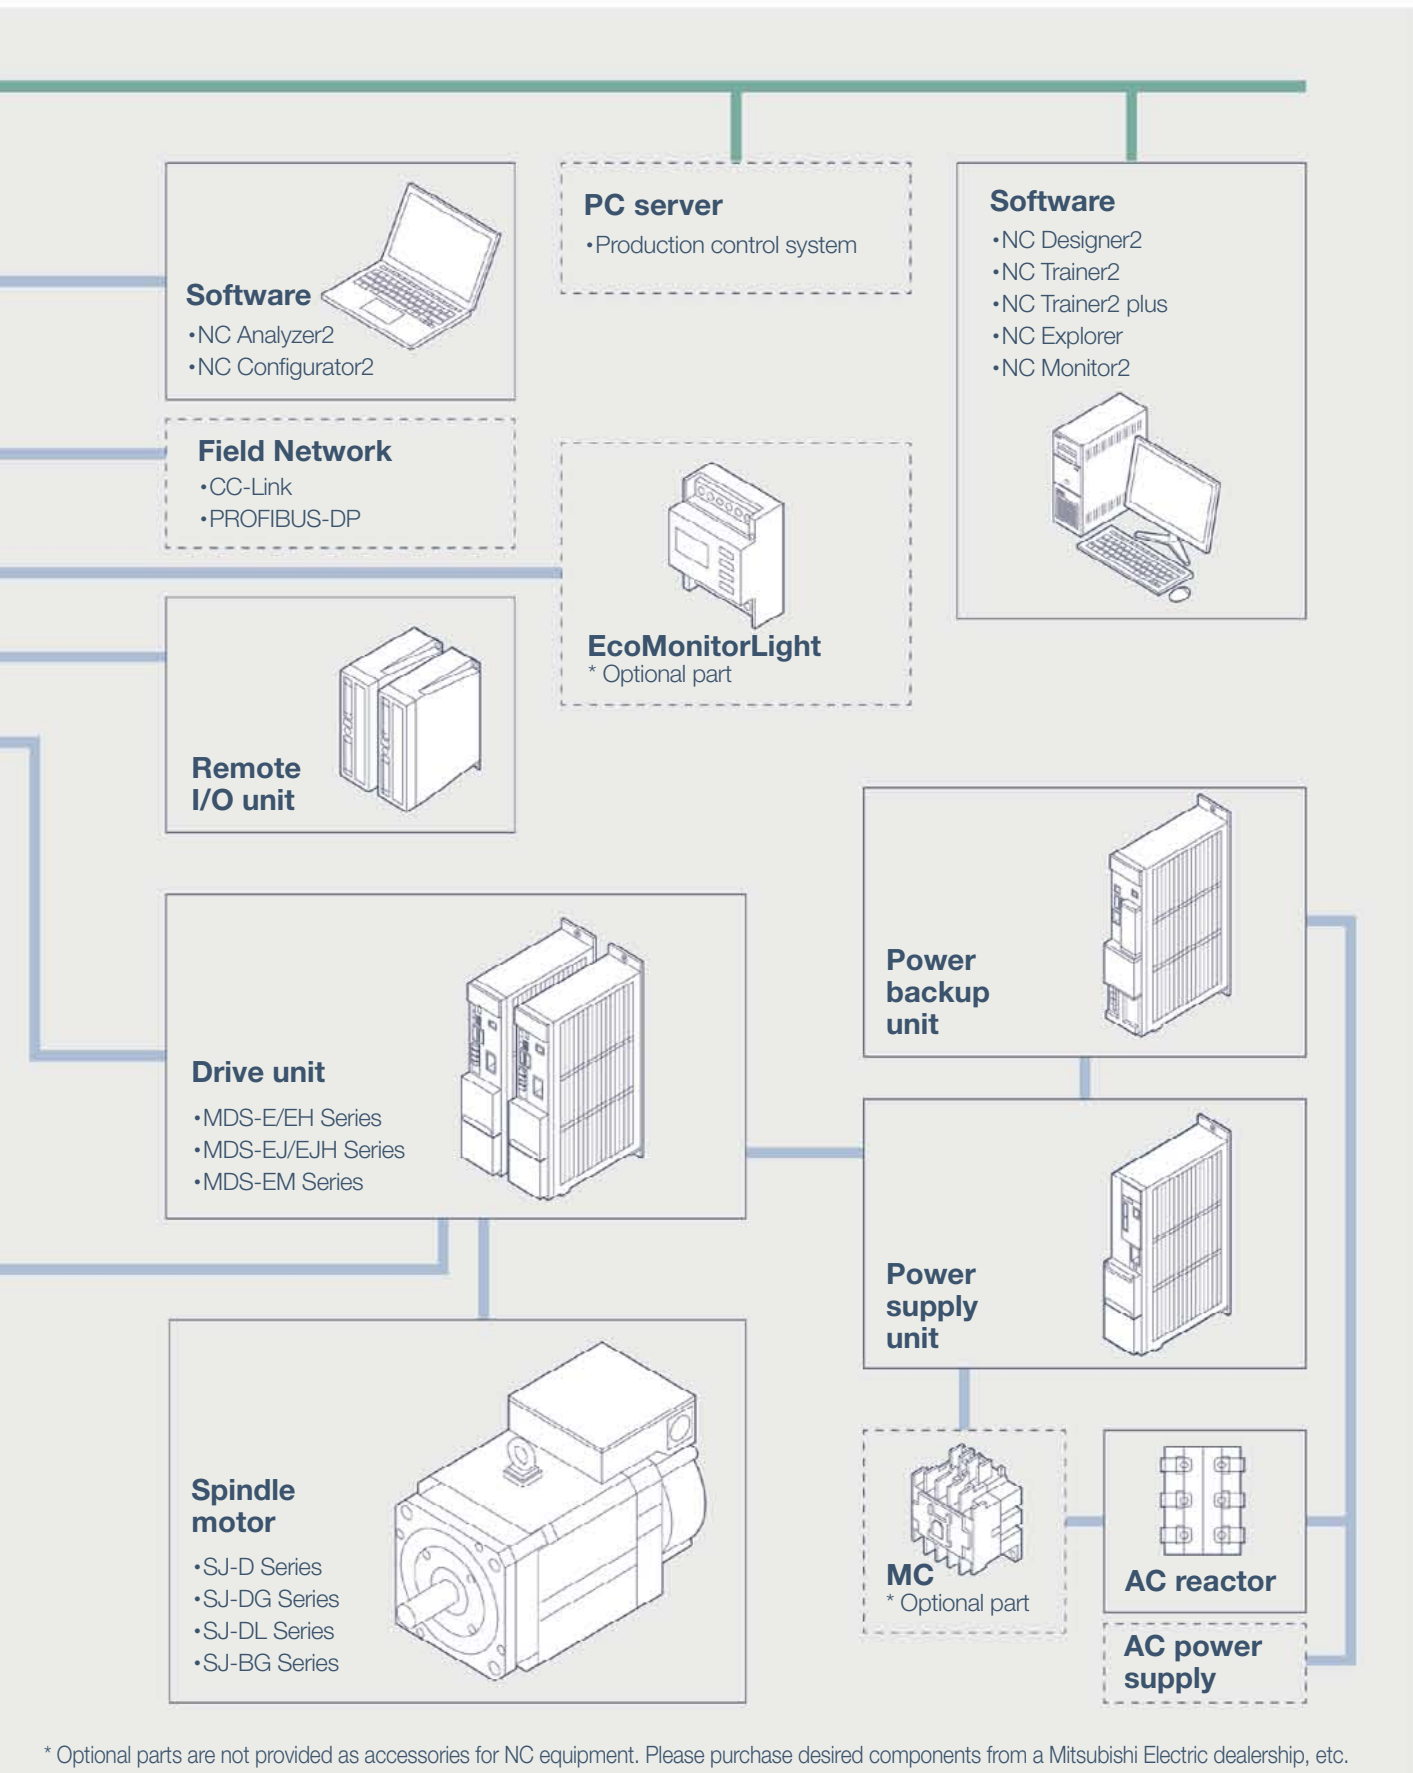 Software
•NC Analyzer2
•NC Configurator2
PC server
•Production control system
Software
•NC Designer2
•NC Trainer2
•NC Trainer2 plus
•NC Explorer
•NC Monitor2
Field Network
•CC-Link
•PROFIBUS-DP
EcoMonitorLight
* Optional part
Remote
I/O unit
Power
backup
unit
Drive unit
•MDS-E/EH Series
•MDS-EJ/EJH Series
•MDS-EM Series
Power
supply
unit
Spindle
motor
•SJ-D Series
•SJ-DG Series
•SJ-DL Series
•SJ-BG Series
MC
* Optional part
AC reactor
AC power
supply
* Optional parts are not provided as accessories for NC equipment. Please purchase desired components from a Mitsubishi Electric dealership, etc.